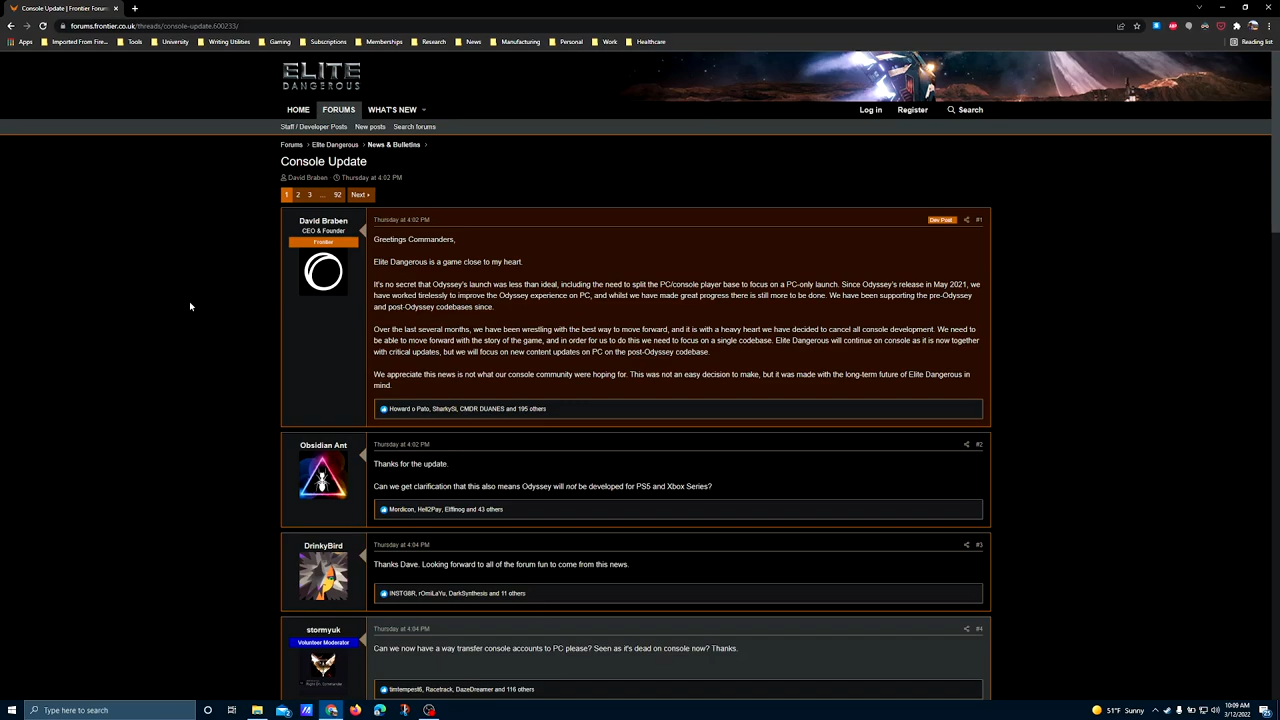 Console Update | Frontier Forums
forums.frontier.co.uk/threads/console-update.600233/
Apps
Imported From Fire...
Tools
University
Writing Utilities
Gaming
Subscriptions
Memberships
Research
News
Manufacturing
Personal
Work
Healthcare
Reading list
ELITE
DANGEROUS
HOME
FORUMS
WHAT'S NEW
Log in
Register
Search
Staff / Developer Posts
New posts
Search forums
Forums
Elite Dangerous
News & Bulletins
Console Update
David Braben
Thursday at 4:02 PM
1
2
3
...
92
Next
David Braben
CEO & Founder
Frontier
Thursday at 4:02 PM
Dev Post
#1
Greetings Commanders,
Elite Dangerous is a game close to my heart.
It's no secret that Odyssey's launch was less than ideal, including the need to split the PC/console player base to focus on a PC-only launch. Since Odyssey's release in May 2021, we
have worked tirelessly to improve the Odyssey experience on PC, and whilst we have made great progress there is still more to be done. We have been supporting the pre-Odyssey
and post-Odyssey codebases since.
Over the last several months, we have been wrestling with the best way to move forward, and it is with a heavy heart we have decided to cancel all console development. We need to
be able to move forward with the story of the game, and in order for us to do this we need to focus on a single codebase. Elite Dangerous will continue on console as it is now together
with critical updates, but we will focus on new content updates on PC on the post-Odyssey codebase.
We appreciate this news is not what our console community were hoping for. This was not an easy decision to make, but it was made with the long-term future of Elite Dangerous in
mind.
Howard o Pato, SharkySi, CMDR DUANES and 195 others
Obsidian Ant
Thursday at 4:02 PM
#2
Thanks for the update.
Can we get clarification that this also means Odyssey will not be developed for PS5 and Xbox Series?
Mordicon, Hell2Pay, Elffinog and 43 others
DrinkyBird
Thursday at 4:04 PM
#3
Thanks Dave. Looking forward to all of the forum fun to come from this news.
INSTG8R, rOmiLaYu, DarkSynthesis and 11 others
stormyuk
Volunteer Moderator
Thursday at 4:04 PM
#4
Can we now have a way transfer console accounts to PC please? Seen as it's dead on console now? Thanks.
timtempest6, Racetrack, DazeDreamer and 116 others
Type here to search
51°F Sunny
10:09 AM
3/12/2022